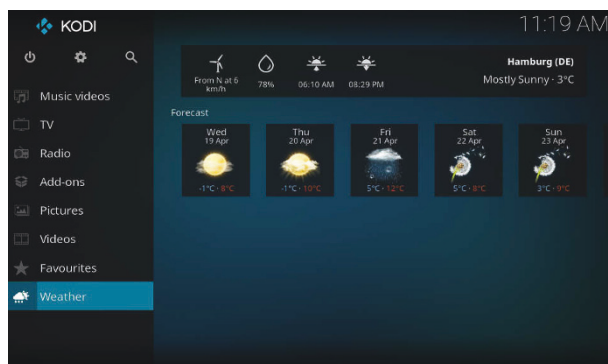 KODI
11:19 AM
Music videos
TV
Radio
Add-ons
Pictures
Videos
Favourites
Weather
From N at 6
km/h
78%
06:10 AM
08:29 PM
Hamburg (DE)
Mostly Sunny · 3°C
Forecast
Wed
19 Apr
-1°C · 8°C
Thu
20 Apr
-1°C · 10°C
Fri
21 Apr
5°C · 12°C
Sat
22 Apr
5°C · 8°C
Sun
23 Apr
3°C · 9°C